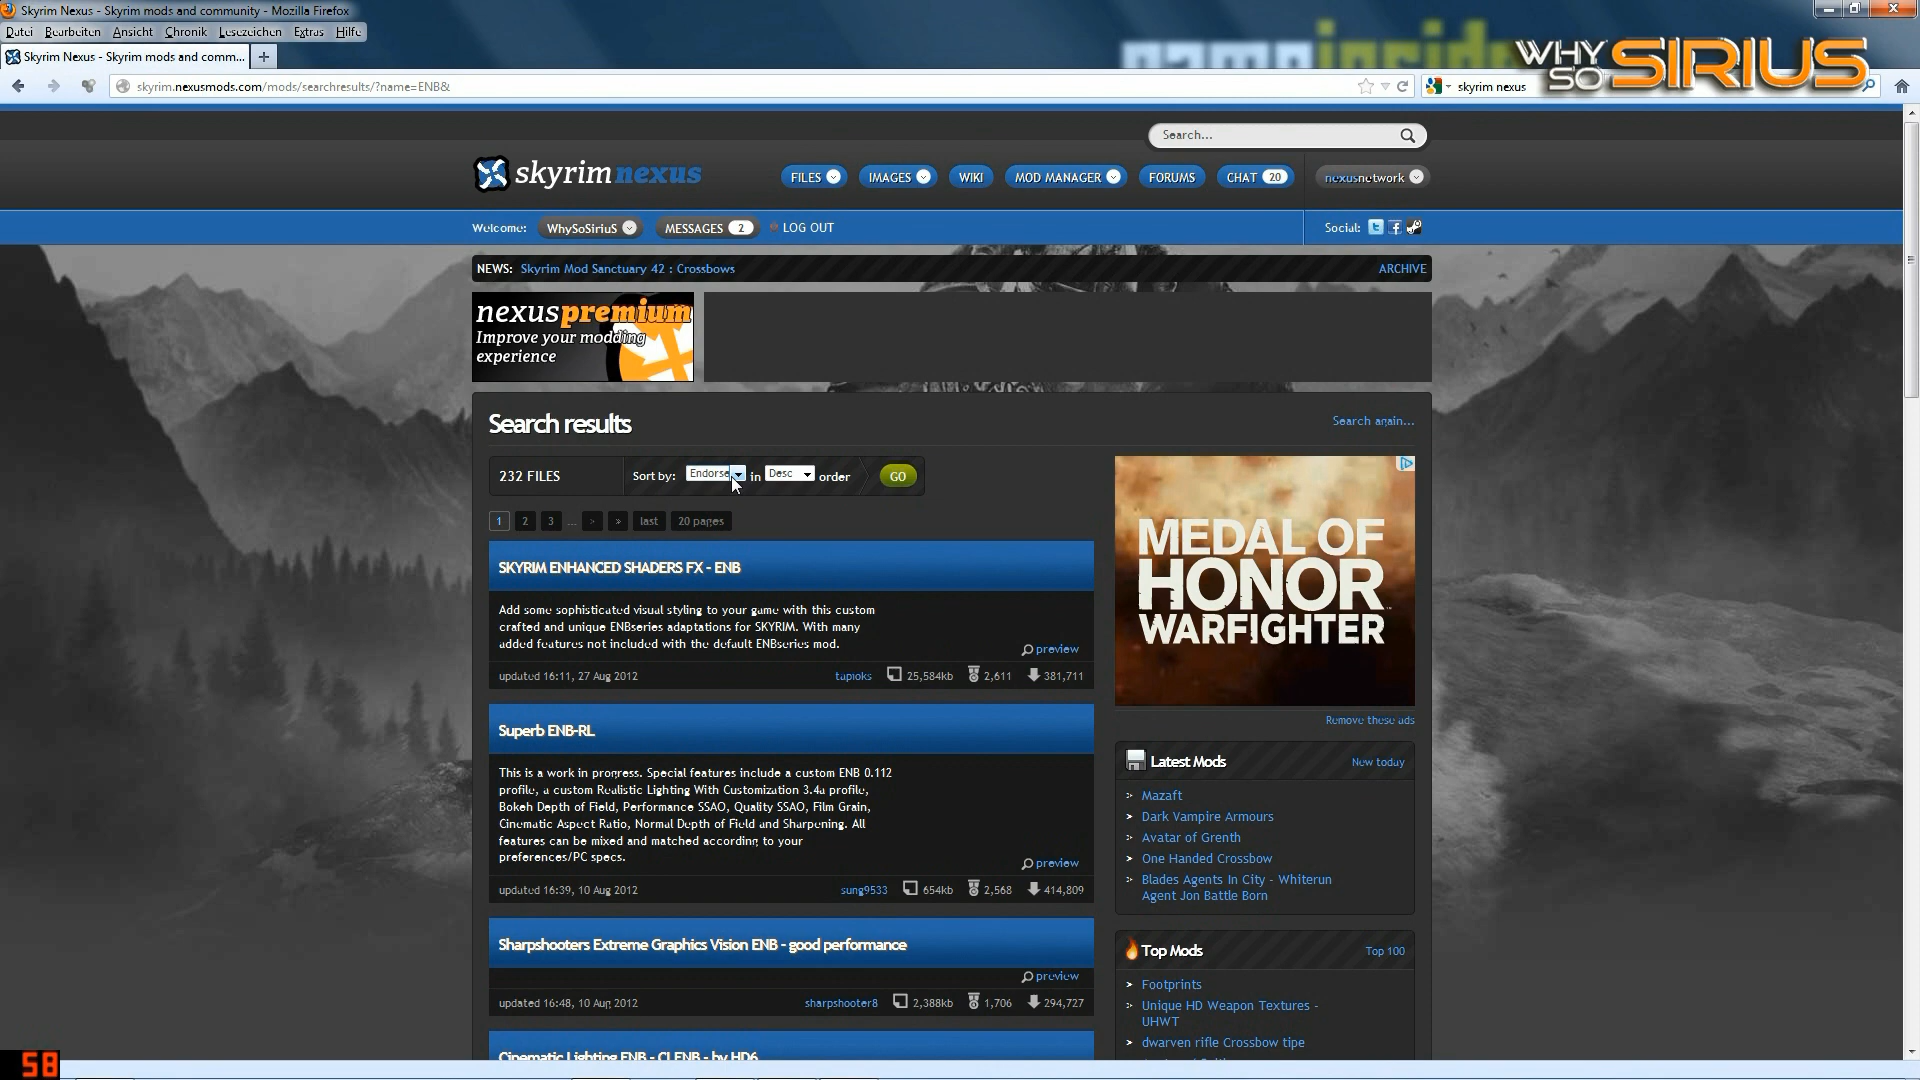 Skyrim Nexus - Skyrim mods and community - Mozilla Firefox
Datei Bearbeiten Ansicht Chronik Lesezeichen Extras Hilfe
Skyrim Nexus - Skyrim mods and comm...
skyrim.nexusmods.com/mods/searchresults/?name=ENB&
skyrim nexus
WHY SO SIRIUS
Search...
skyrimnexus
FILES IMAGES WIKI MOD MANAGER FORUMS CHAT 20 nexusnetwork
Welcome: WhySoSiriuS MESSAGES 2 LOG OUT Social:
NEWS: Skyrim Mod Sanctuary 42 : Crossbows ARCHIVE
nexuspremium
Improve your modding
experience
Search results Search again...
232 FILES Sort by: Endorse in Desc order GO
1 2 3 ... > » last 20 pages
SKYRIM ENHANCED SHADERS FX - ENB
Add some sophisticated visual styling to your game with this custom
crafted and unique ENBseries adaptations for SKYRIM. With many
added features not included with the default ENBseries mod.
preview
updated 16:11, 27 Aug 2012 tapioks 25,584kb 2,611 381,711
Superb ENB-RL
This is a work in progress. Special features include a custom ENB 0.112
profile, a custom Realistic Lighting With Customization 3.4a profile,
Bokeh Depth of Field, Performance SSAO, Quality SSAO, Film Grain,
Cinematic Aspect Ratio, Normal Depth of Field and Sharpening. All
features can be mixed and matched according to your
preferences/PC specs.
preview
updated 16:39, 10 Aug 2012 sung9533 654kb 2,568 414,809
Sharpshooters Extreme Graphics Vision ENB - good performance
preview
updated 16:48, 10 Aug 2012 sharpshooter8 2,388kb 1,706 294,727
Cinematic Lighting ENB - CLENB - by HD6
MEDAL OF
HONOR
WARFIGHTER
Remove these ads
Latest Mods New today
Mazaft
Dark Vampire Armours
Avatar of Grenth
One Handed Crossbow
Blades Agents In City - Whiterun
Agent Jon Battle Born
Top Mods Top 100
Footprints
Unique HD Weapon Textures -
UHWT
dwarven rifle Crossbow tipe
58